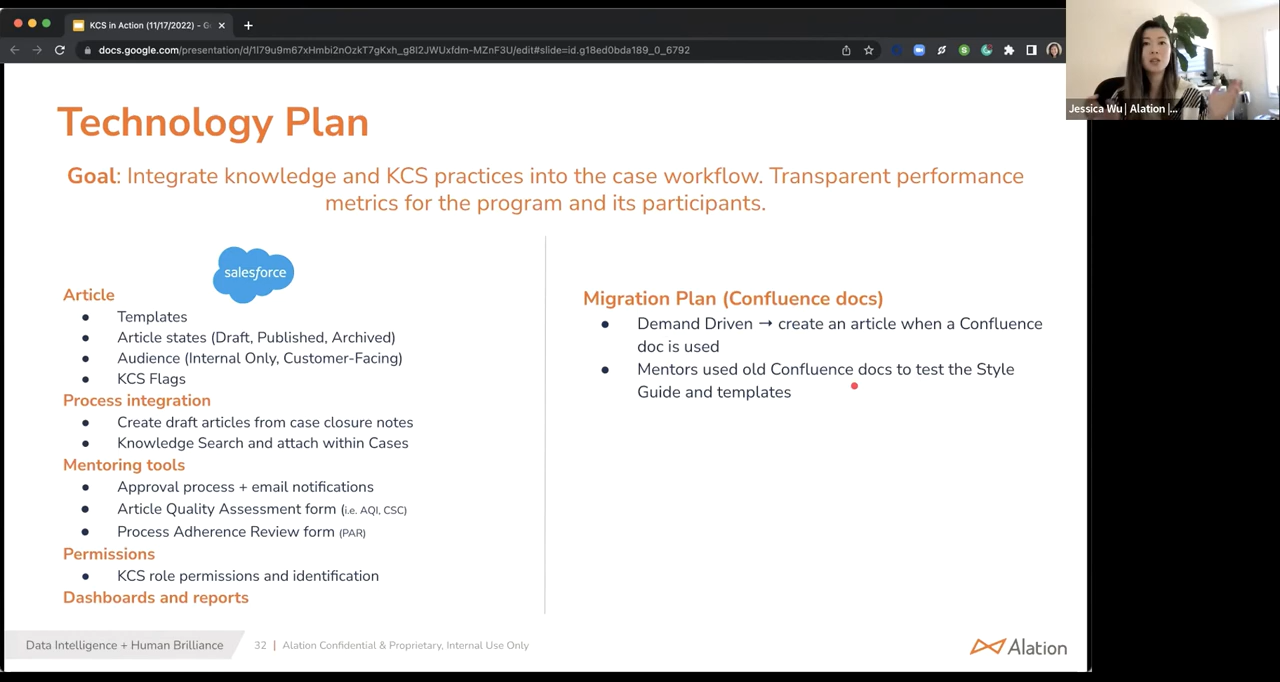 KCS in Action (11/17/2022) - G
docs.google.com/presentation/d/1l79u9m67xHmbi2nOzkT7gKxh_g8I2JWUxfdm-MZnF3U/edit#slide=id.g18ed0bda189_0_6792
Jessica Wu | Alation |...
Technology Plan
Goal: Integrate knowledge and KCS practices into the case workflow. Transparent performance
metrics for the program and its participants.
salesforce
Article
● Templates
● Article states (Draft, Published, Archived)
● Audience (Internal Only, Customer-Facing)
● KCS Flags
Process integration
● Create draft articles from case closure notes
● Knowledge Search and attach within Cases
Mentoring tools
● Approval process + email notifications
● Article Quality Assessment form (i.e. AQI, CSC)
● Process Adherence Review form (PAR)
Permissions
● KCS role permissions and identification
Dashboards and reports
Migration Plan (Confluence docs)
● Demand Driven → create an article when a Confluence
doc is used
● Mentors used old Confluence docs to test the Style
Guide and templates
Data Intelligence + Human Brilliance
32 | Alation Confidential & Proprietary, Internal Use Only
Alation